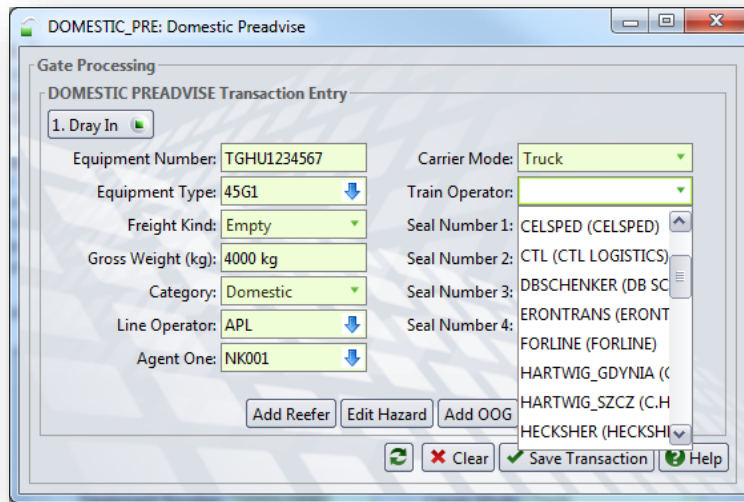 DOMESTIC_PRE: Domestic Preadvise
Gate Processing
DOMESTIC PREADVISE Transaction Entry
1. Dray In
Equipment Number: TGHU1234567
Equipment Type: 45G1
Freight Kind: Empty
Gross Weight (kg): 4000 kg
Category: Domestic
Line Operator: APL
Agent One: NK001
Carrier Mode: Truck
Train Operator:
Seal Number 1:
Seal Number 2:
Seal Number 3:
Seal Number 4:
CELSPED (CELSPED)
CTL (CTL LOGISTICS)
DBSCHENKER (DB SC
ERONTRANS (ERONT
FORLINE (FORLINE)
HARTWIG_GDYNIA (C
HARTWIG_SZCZ (C.H
HECKSHER (HECKSHI
Add Reefer Edit Hazard Add OOG
Clear Save Transaction Help